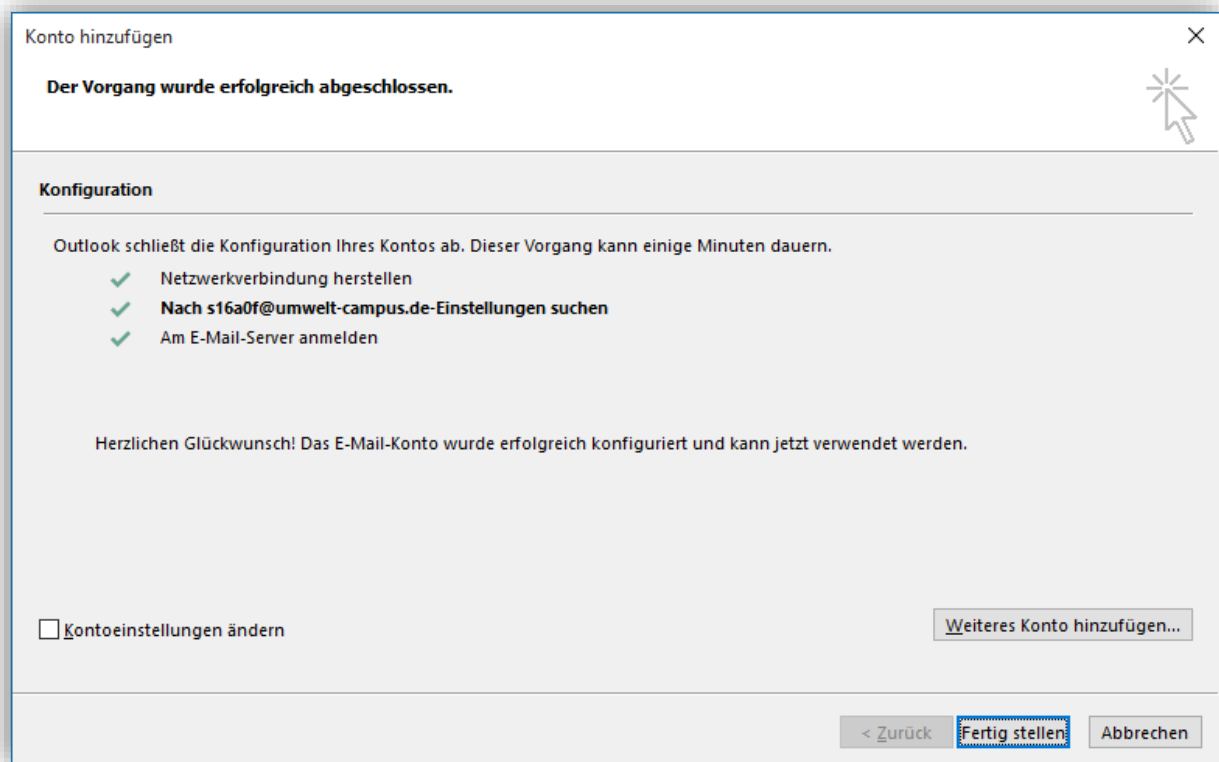 Konto hinzufügen
Der Vorgang wurde erfolgreich abgeschlossen.
Konfiguration
Outlook schließt die Konfiguration Ihres Kontos ab. Dieser Vorgang kann einige Minuten dauern.
Netzwerkverbindung herstellen
Nach s16a0f@umwelt-campus.de-Einstellungen suchen
Am E-Mail-Server anmelden
Herzlichen Glückwunsch! Das E-Mail-Konto wurde erfolgreich konfiguriert und kann jetzt verwendet werden.
Kontoeinstellungen ändern
Weiteres Konto hinzufügen...
< Zurück Fertig stellen Abbrechen